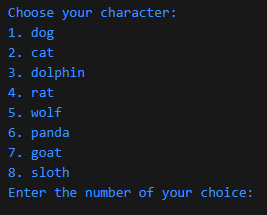 Choose your character:
1. dog
2. cat
3. dolphin
4. rat
5. wolf
6. panda
7. goat
8. sloth
Enter the number of your choice: